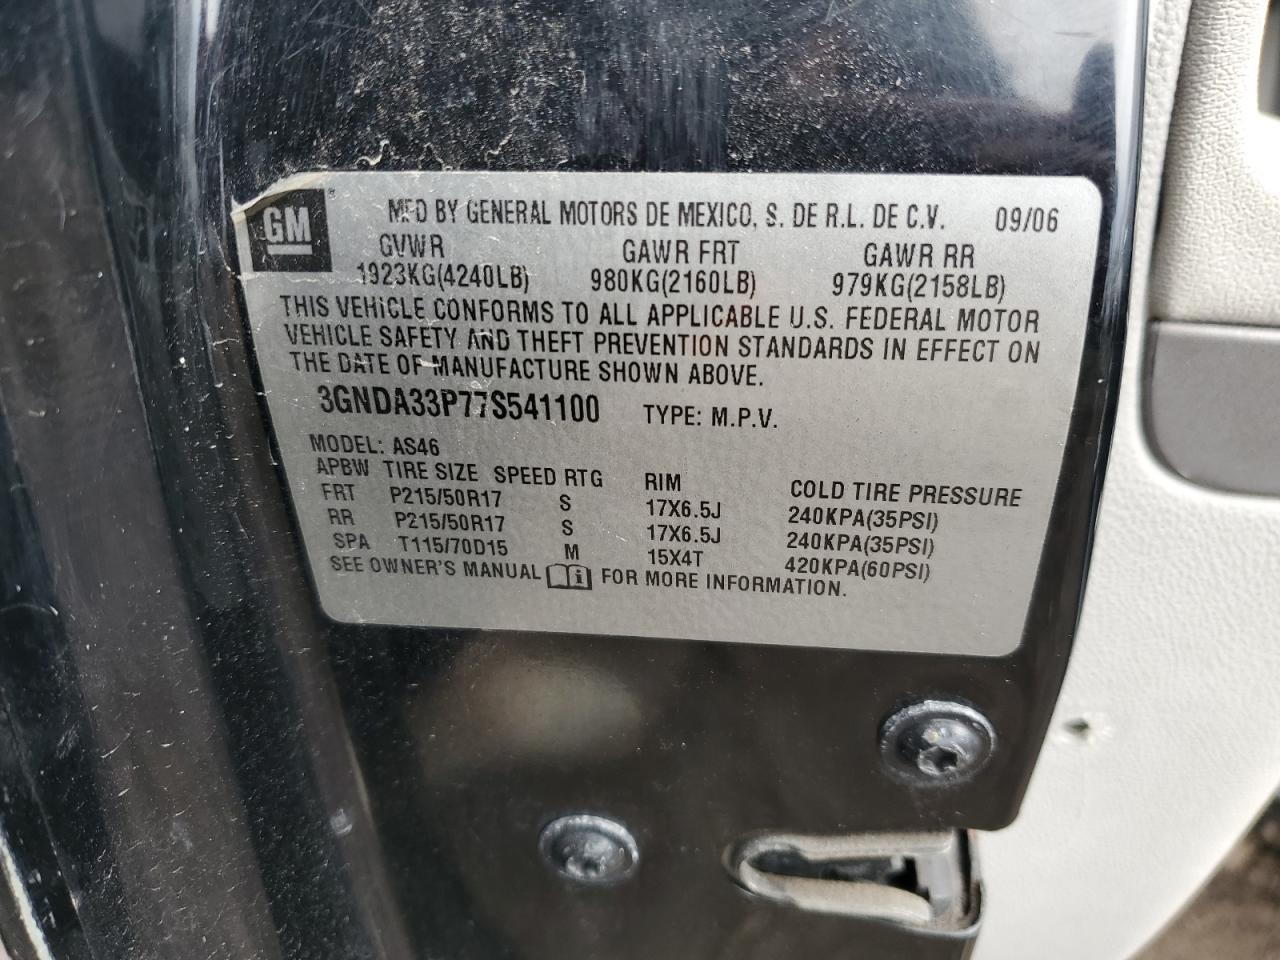 GM® MFD BY GENERAL MOTORS DE MEXICO, S. DE R.L. DE C.V. 09/06
GVWR GAWR FRT GAWR RR
1923KG(4240LB) 980KG(2160LB) 979KG(2158LB)
THIS VEHICLE CONFORMS TO ALL APPLICABLE U.S. FEDERAL MOTOR
VEHICLE SAFETY AND THEFT PREVENTION STANDARDS IN EFFECT ON
THE DATE OF MANUFACTURE SHOWN ABOVE.
3GNDA33P77S541100 TYPE: M.P.V.
MODEL: AS46
APBW TIRE SIZE SPEED RTG RIM COLD TIRE PRESSURE
FRT P215/50R17 S 17X6.5J 240KPA(35PSI)
RR P215/50R17 S 17X6.5J 240KPA(35PSI)
SPA T115/70D15 M 15X4T 420KPA(60PSI)
SEE OWNER'S MANUAL i FOR MORE INFORMATION.